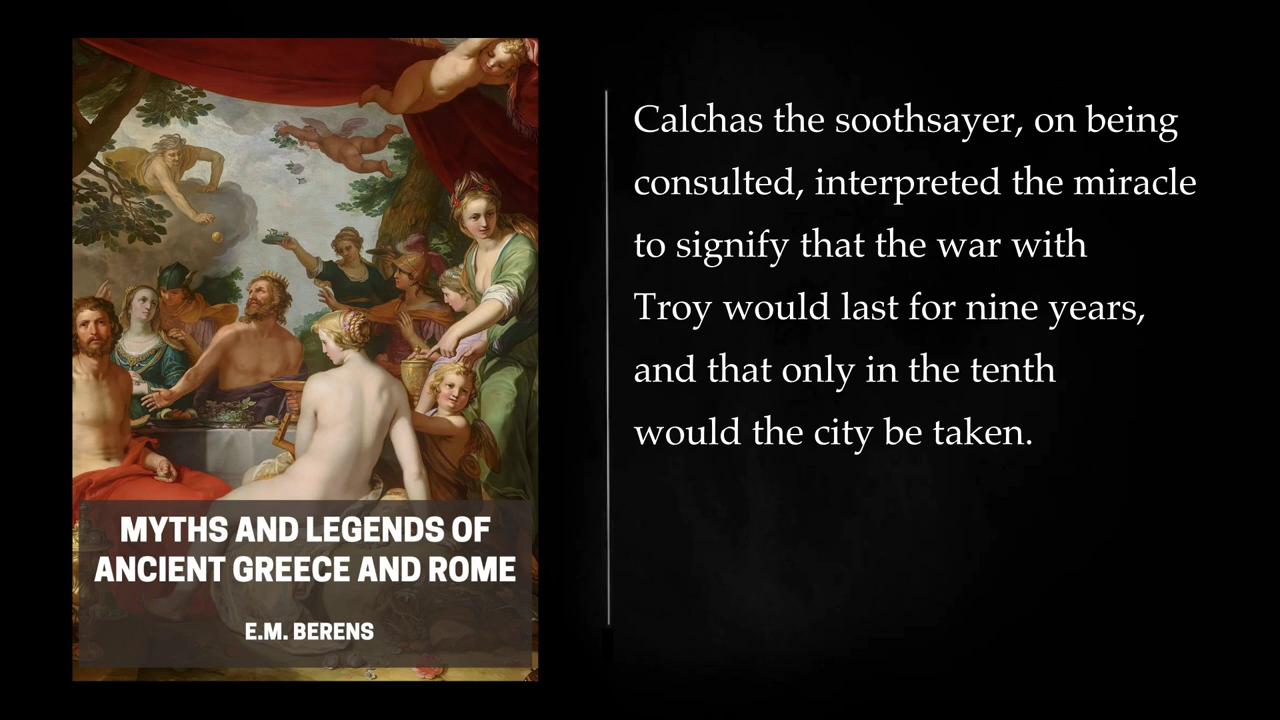 MYTHS AND LEGENDS OF
ANCIENT GREECE AND ROME
E.M. BERENS
Calchas the soothsayer, on being
consulted, interpreted the miracle
to signify that the war with
Troy would last for nine years,
and that only in the tenth
would the city be taken.